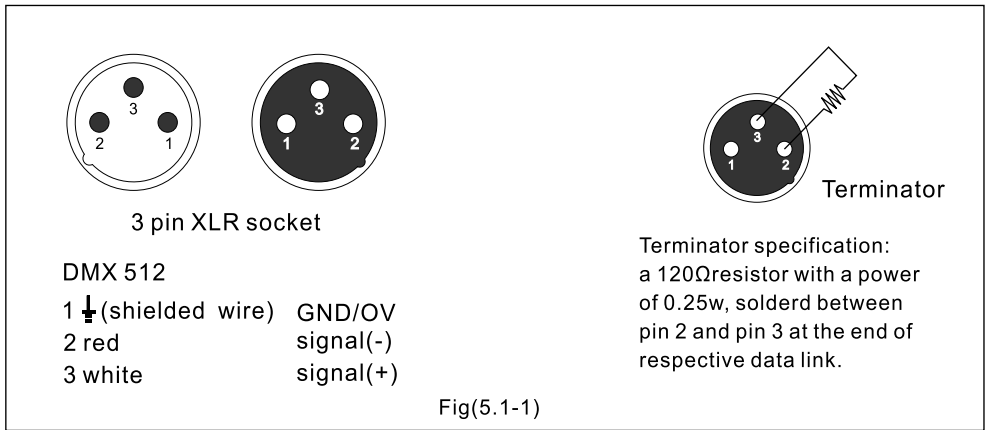 3
2 1
3
1 2
3 pin XLR socket
DMX 512
1 (shielded wire) GND/OV
2 red signal(-)
3 white signal(+)
3
1 2
Terminator
Terminator specification:
a 120Ωresistor with a power
of 0.25w, solderd between
pin 2 and pin 3 at the end of
respective data link.
Fig(5.1-1)